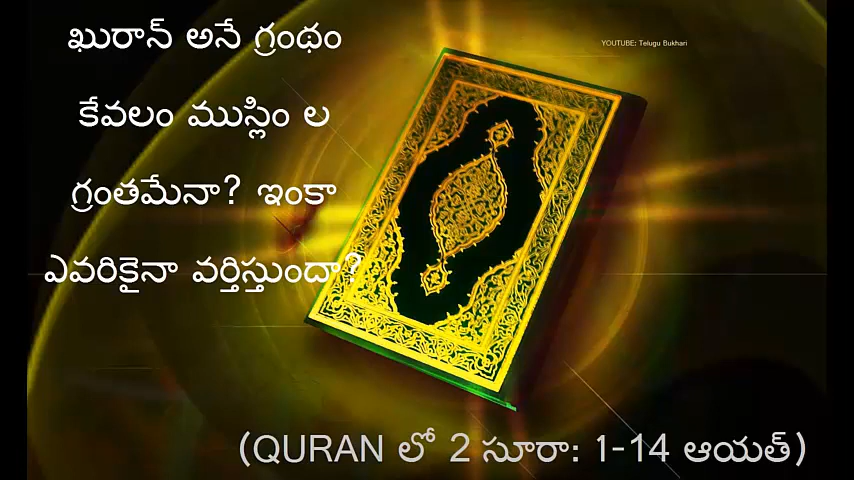 ఖురాన్ అనే గ్రంథం
YOUTUBE: Telugu Bukhari
కేవలం ముస్లిం ల
గ్రంతమేనా? ఇంకా
ఎవరికైనా వర్తిస్తుందా?
(QURAN లో 2 సూరా: 1-14 ఆయత్)